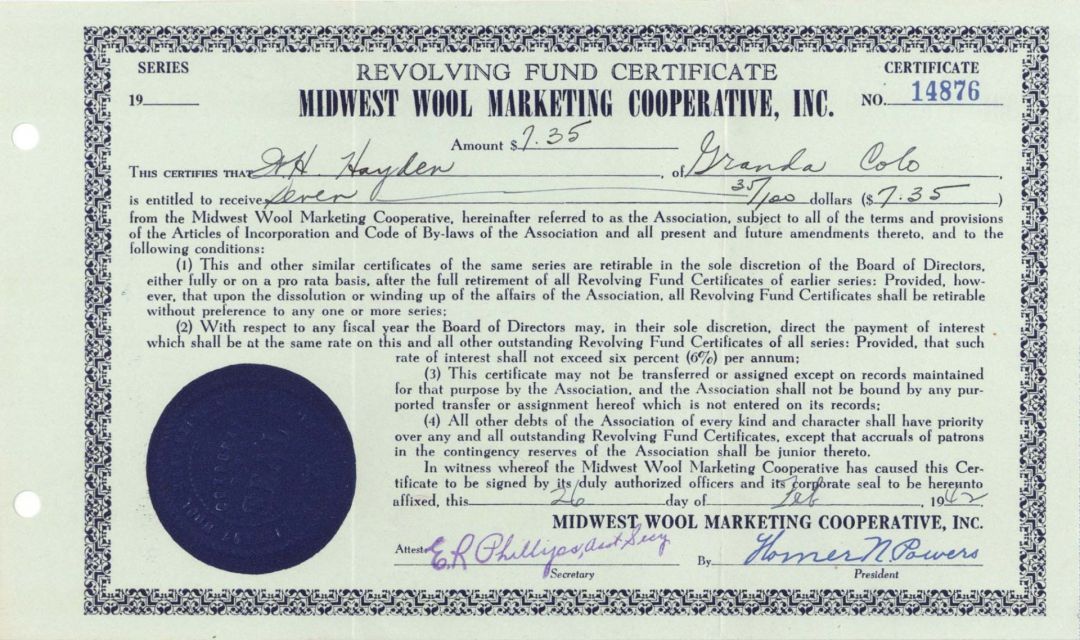 SERIES
19
REVOLVING FUND CERTIFICATE
CERTIFICATE
NO. 14876
MIDWEST WOOL MARKETING COOPERATIVE, INC.
Amount $ 7.35
THIS CERTIFIES THAT H. Hayden, of Granda Colo,
is entitled to receive Seven 35/100 dollars ($ 7.35 )
from the Midwest Wool Marketing Cooperative, hereinafter referred to as the Association, subject to all of the terms and provisions
of the Articles of Incorporation and Code of By-laws of the Association and all present and future amendments thereto, and to the
following conditions:
(1) This and other similar certificates of the same series are retirable in the sole discretion of the Board of Directors,
either fully or on a pro rata basis, after the full retirement of all Revolving Fund Certificates of earlier series: Provided, how-
ever, that upon the dissolution or winding up of the affairs of the Association, all Revolving Fund Certificates shall be retirable
without preference to any one or more series;
(2) With respect to any fiscal year the Board of Directors may, in their sole discretion, direct the payment of interest
which shall be at the same rate on this and all other outstanding Revolving Fund Certificates of all series: Provided, that such
rate of interest shall not exceed six percent (6%) per annum;
(3) This certificate may not be transferred or assigned except on records maintained
for that purpose by the Association, and the Association shall not be bound by any pur-
ported transfer or assignment hereof which is not entered on its records;
(4) All other debts of the Association of every kind and character shall have priority
over any and all outstanding Revolving Fund Certificates, except that accruals of patrons
in the contingency reserves of the Association shall be junior thereto.
In witness whereof the Midwest Wool Marketing Cooperative has caused this Cer-
tificate to be signed by its duly authorized officers and its corporate seal to be hereunto
affixed, this 26 day of Feb, 1942
MIDWEST WOOL MARKETING COOPERATIVE, INC.
Attest: E.R Phillips, Asst Secy By Homer N. Powers
Secretary President